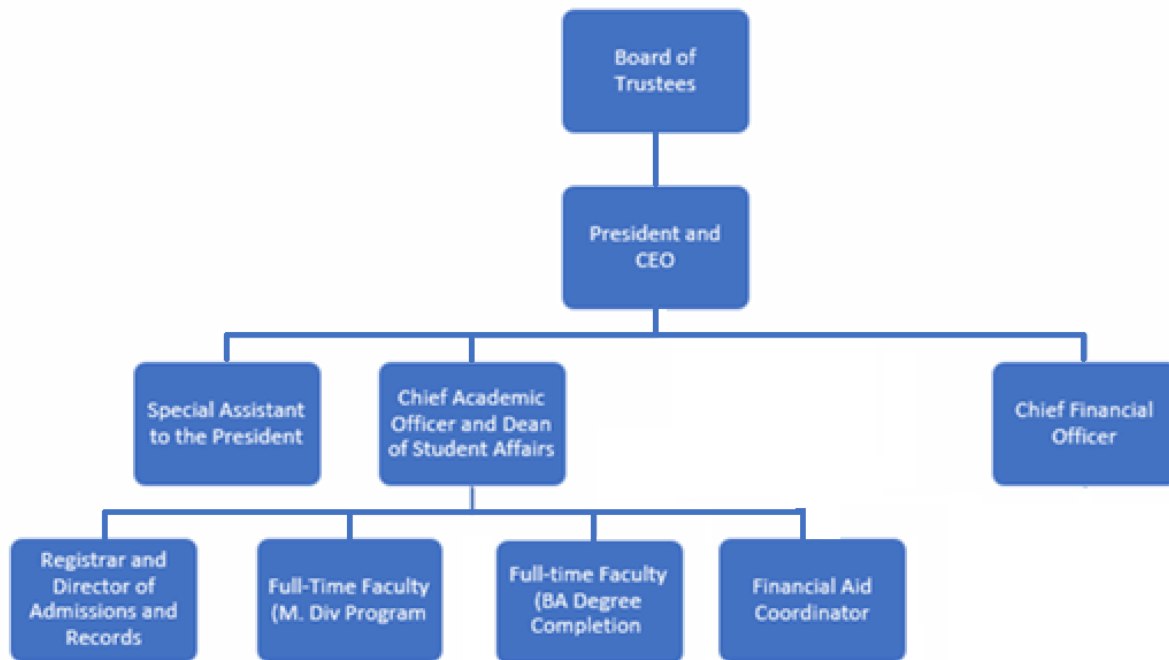 Board of
Trustees
President and
CEO
Special Assistant
to the President
Chief Academic
Officer and Dean
of Student Affairs
Chief Financial
Officer
Registrar and
Director of
Admissions and
Records
Full-Time Faculty
(M. Div Program
Full-time Faculty
(BA Degree
Completion
Financial Aid
Coordinator